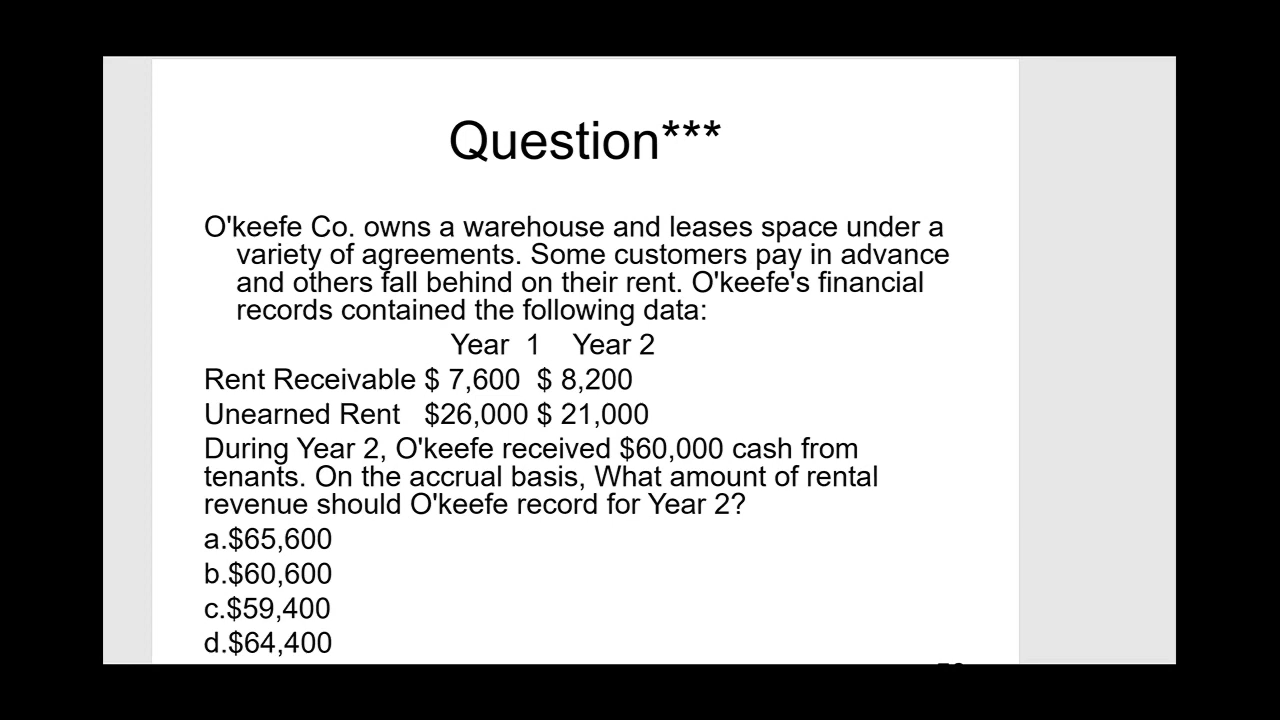 Question***
O'keefe Co. owns a warehouse and leases space under a
variety of agreements. Some customers pay in advance
and others fall behind on their rent. O'keefe's financial
records contained the following data:
Year 1 Year 2
Rent Receivable $ 7,600 $ 8,200
Unearned Rent $26,000 $ 21,000
During Year 2, O'keefe received $60,000 cash from
tenants. On the accrual basis, What amount of rental
revenue should O'keefe record for Year 2?
a.$65,600
b.$60,600
c.$59,400
d.$64,400